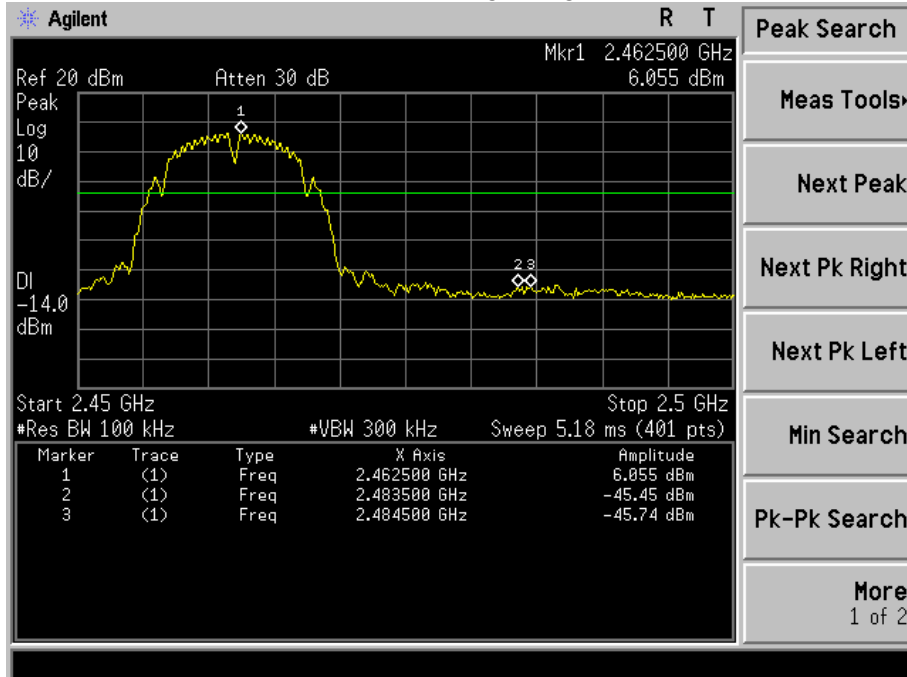 Agilent R T
Mkr1 2.462500 GHz
Ref 20 dBm Atten 30 dB 6.055 dBm
Peak
Log
10
dB/
1
2 3
DI
-14.0
dBm
Start 2.45 GHz Stop 2.5 GHz
#Res BW 100 kHz #VBW 300 kHz Sweep 5.18 ms (401 pts)
Marker Trace Type X Axis Amplitude
1 (1) Freq 2.462500 GHz 6.055 dBm
2 (1) Freq 2.483500 GHz -45.45 dBm
3 (1) Freq 2.484500 GHz -45.74 dBm
Peak Search
Meas Tools
Next Peak
Next Pk Right
Next Pk Left
Min Search
Pk-Pk Search
More
1 of 2